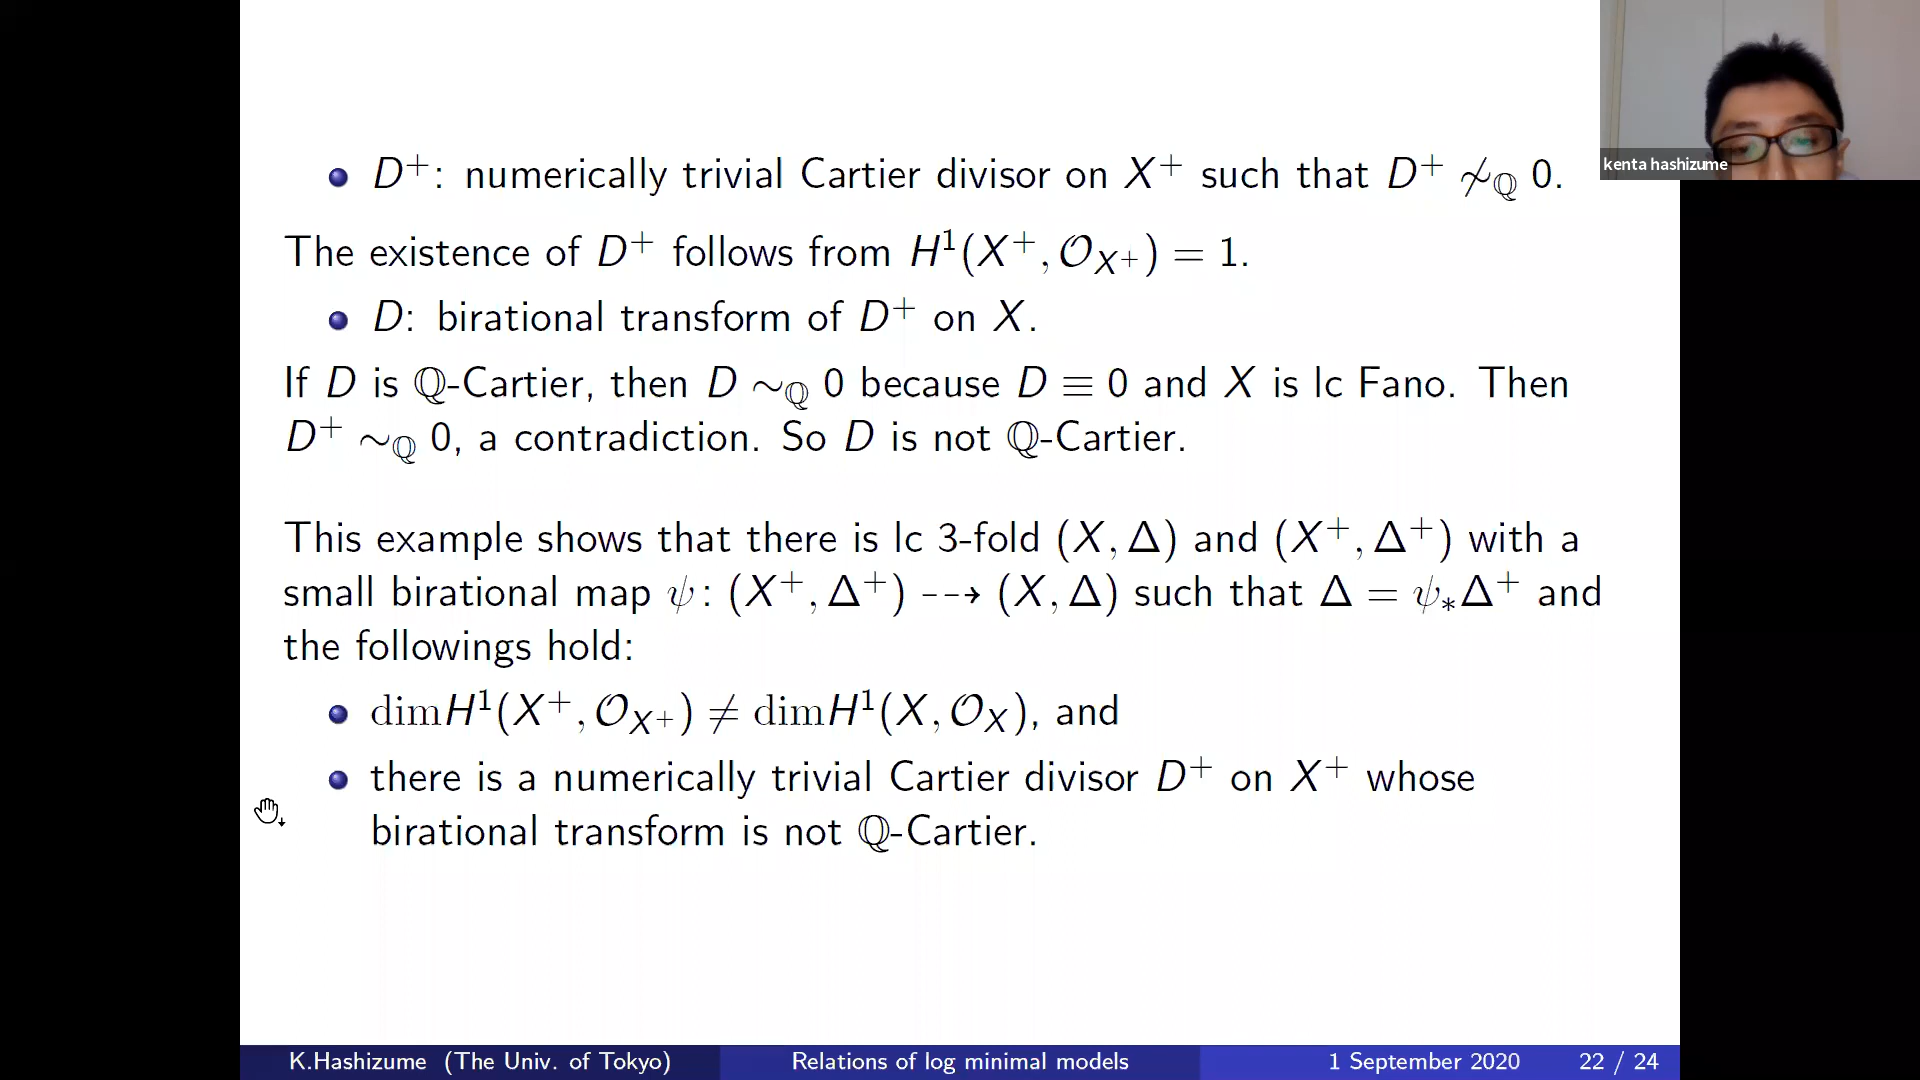 D⁺: numerically trivial Cartier divisor on X⁺ such that D⁺ ≁_ℚ 0.
The existence of D⁺ follows from H¹(X⁺, 𝒪_{X⁺}) = 1.
D: birational transform of D⁺ on X.
If D is ℚ-Cartier, then D ∼_ℚ 0 because D ≡ 0 and X is lc Fano. Then
D⁺ ∼_ℚ 0, a contradiction. So D is not ℚ-Cartier.
This example shows that there is lc 3-fold (X, Δ) and (X⁺, Δ⁺) with a
small birational map ψ: (X⁺, Δ⁺) ⇢ (X, Δ) such that Δ = ψ_*Δ⁺ and
the followings hold:
dimH¹(X⁺, 𝒪_{X⁺}) ≠ dimH¹(X, 𝒪_X), and
there is a numerically trivial Cartier divisor D⁺ on X⁺ whose
birational transform is not ℚ-Cartier.
kenta hashizume
K.Hashizume (The Univ. of Tokyo) Relations of log minimal models 1 September 2020 22 / 24